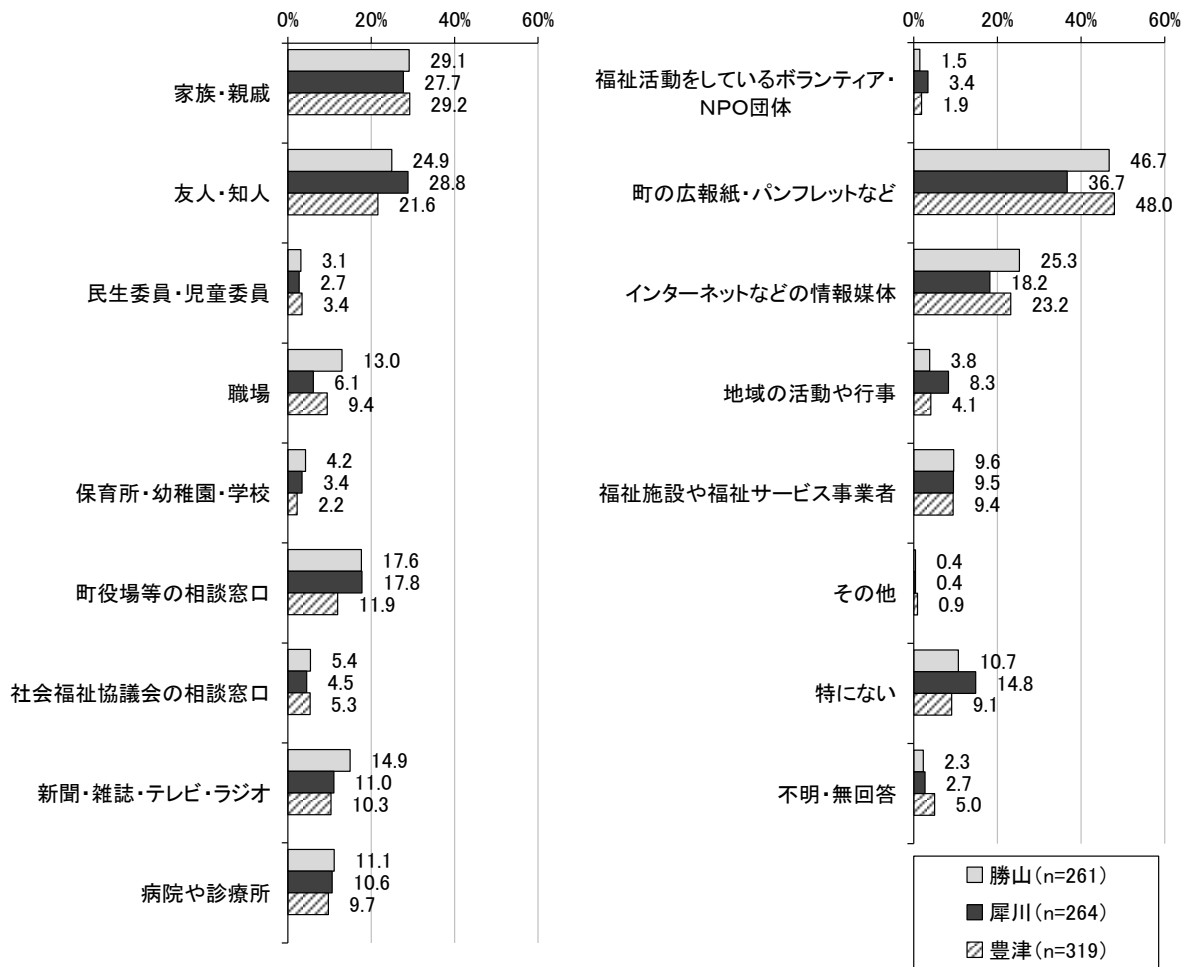 0% 20% 40% 60%
家族・親戚
29.1
27.7
29.2
友人・知人
24.9
28.8
21.6
民生委員・児童委員
3.1
2.7
3.4
職場
13.0
6.1
9.4
保育所・幼稚園・学校
4.2
3.4
2.2
町役場等の相談窓口
17.6
17.8
11.9
社会福祉協議会の相談窓口
5.4
4.5
5.3
新聞・雑誌・テレビ・ラジオ
14.9
11.0
10.3
病院や診療所
11.1
10.6
9.7
0% 20% 40% 60%
福祉活動をしているボランティア・
NPO団体
1.5
3.4
1.9
町の広報紙・パンフレットなど
46.7
36.7
48.0
インターネットなどの情報媒体
25.3
18.2
23.2
地域の活動や行事
3.8
8.3
4.1
福祉施設や福祉サービス事業者
9.6
9.5
9.4
その他
0.4
0.4
0.9
特にない
10.7
14.8
9.1
不明・無回答
2.3
2.7
5.0
勝山(n=261)
犀川(n=264)
豊津(n=319)